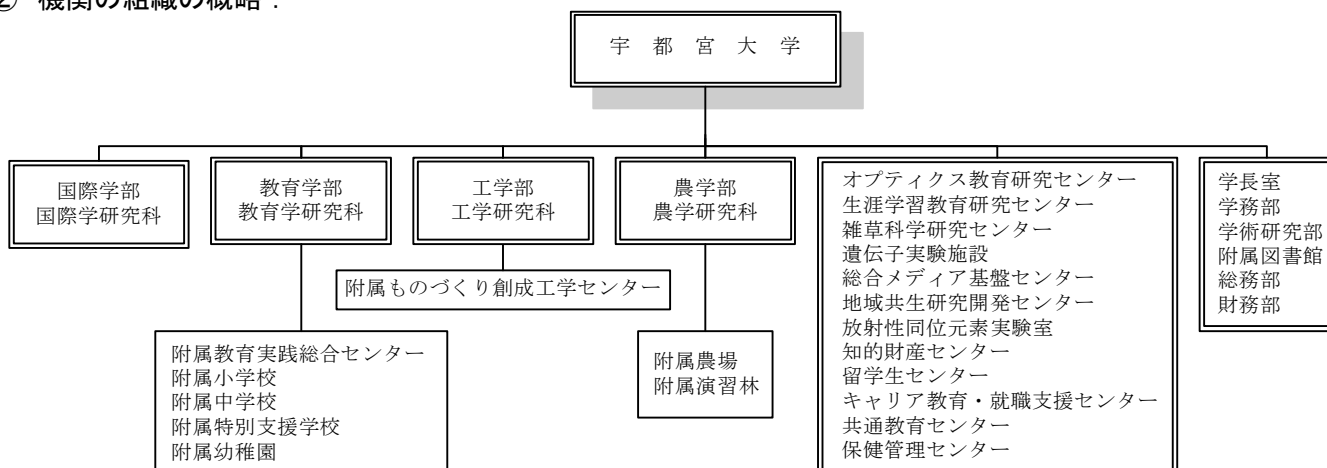 ② 機関の組織の概略：
宇都宮大学
国際学部
国際学研究科
教育学部
教育学研究科
工学部
工学研究科
農学部
農学研究科
オプティクス教育研究センター
生涯学習教育研究センター
雑草科学研究センター
遺伝子実験施設
総合メディア基盤センター
地域共生研究開発センター
放射性同位元素実験室
知的財産センター
留学生センター
キャリア教育・就職支援センター
共通教育センター
保健管理センター
学長室
学務部
学術研究部
附属図書館
総務部
財務部
附属ものづくり創成工学センター
附属教育実践総合センター
附属小学校
附属中学校
附属特別支援学校
附属幼稚園
附属農場
附属演習林